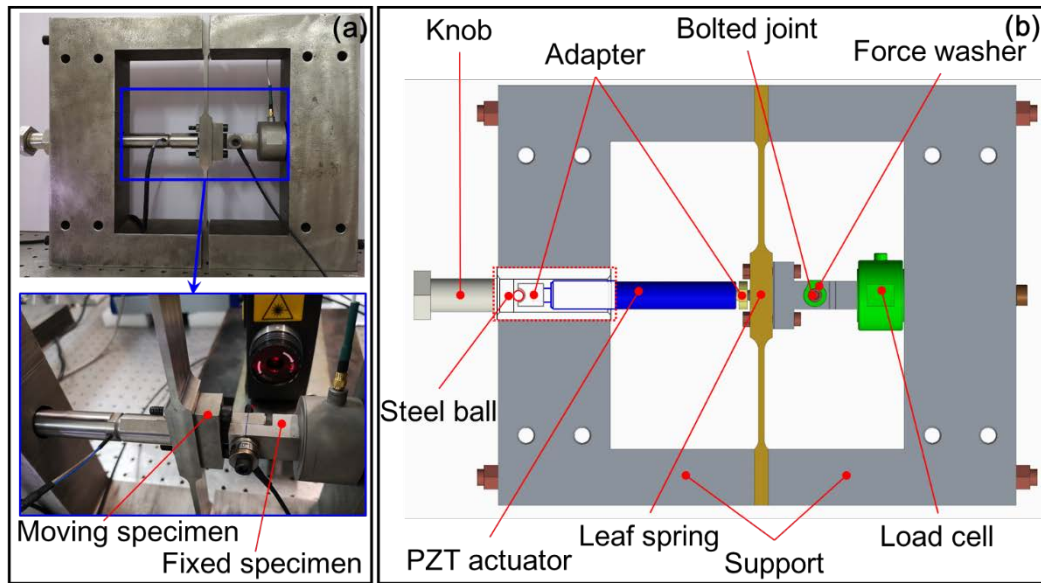 (a)
Moving specimen
Fixed specimen
(b)
Knob
Adapter
Bolted joint
Force washer
Steel ball
PZT actuator
Leaf spring
Support
Load cell